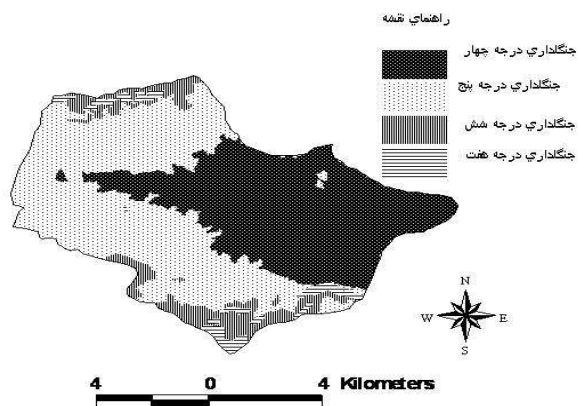 راهنماي نقشه
جنگلداري درجه چهار
جنگلداري درجه پنج
جنگلداري درجه شش
جنگلداري درجه هفت
N
W E
S
4 0 4 Kilometers